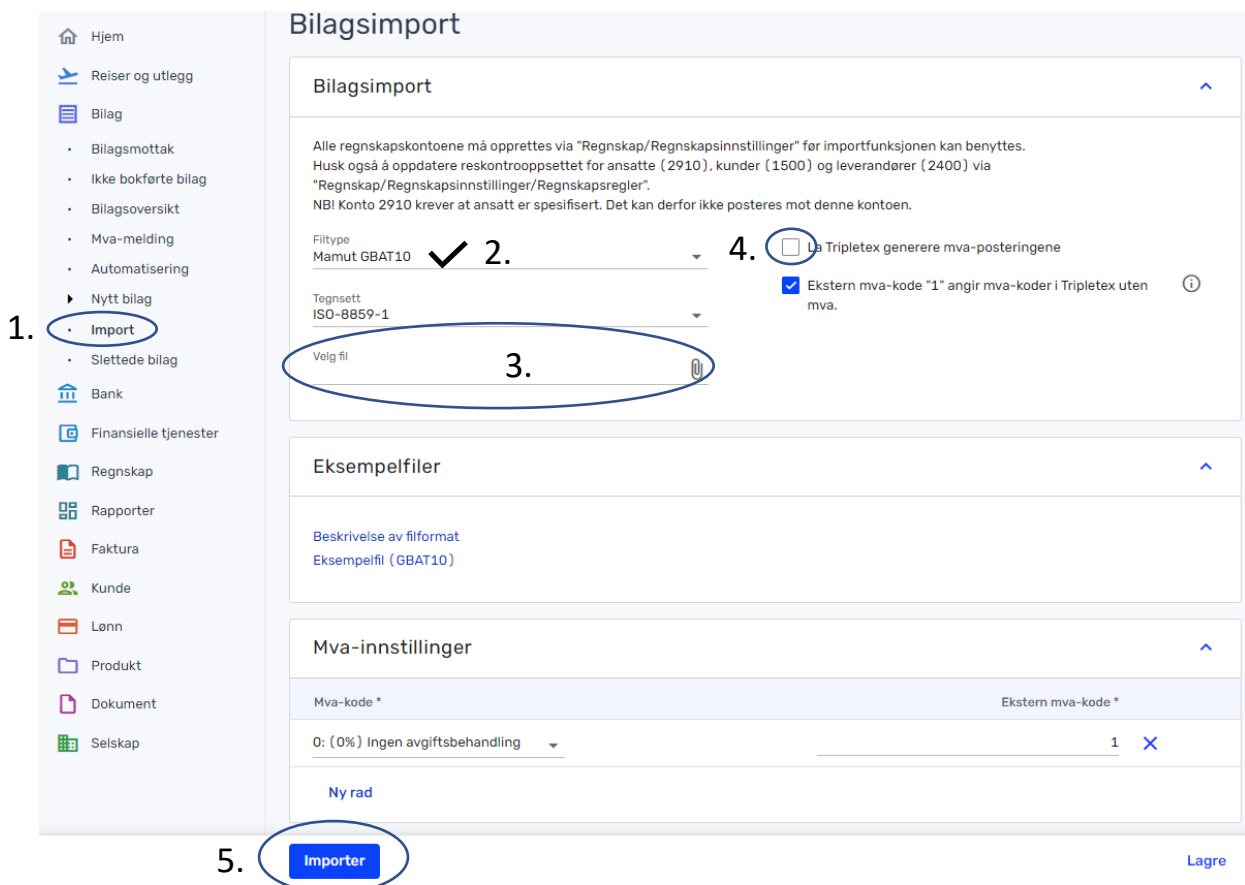 Bilagsimport
Hjem
Reiser og utlegg
Bilag
Bilagsmottak
Ikke bokførte bilag
Bilagsoversikt
Mva-melding
Automatisering
Nytt bilag
1.
Import
Slettede bilag
Bank
Finansielle tjenester
Regnskap
Rapporter
Faktura
Kunde
Lønn
Produkt
Dokument
Selskap
Bilagsimport
Alle regnskapskontoene må opprettes via "Regnskap/Regnskapsinnstillinger" før importfunksjonen kan benyttes.
Husk også å oppdatere reskontrooppsettet for ansatte (2910), kunder (1500) og leverandører (2400) via
"Regnskap/Regnskapsinnstillinger/Regnskapsregler".
NB! Konto 2910 krever at ansatt er spesifisert. Det kan derfor ikke posteres mot denne kontoen.
Filtype
Mamut GBAT10
2.
Tegnsett
ISO-8859-1
Velg fil
3.
4.
La Tripletex generere mva-posteringene
Ekstern mva-kode "1" angir mva-koder i Tripletex uten
mva.
Eksempelfiler
Beskrivelse av filformat
Eksempelfil (GBAT10)
Mva-innstillinger
Mva-kode *
Ekstern mva-kode *
0: (0%) Ingen avgiftsbehandling
1
Ny rad
5.
Importer
Lagre